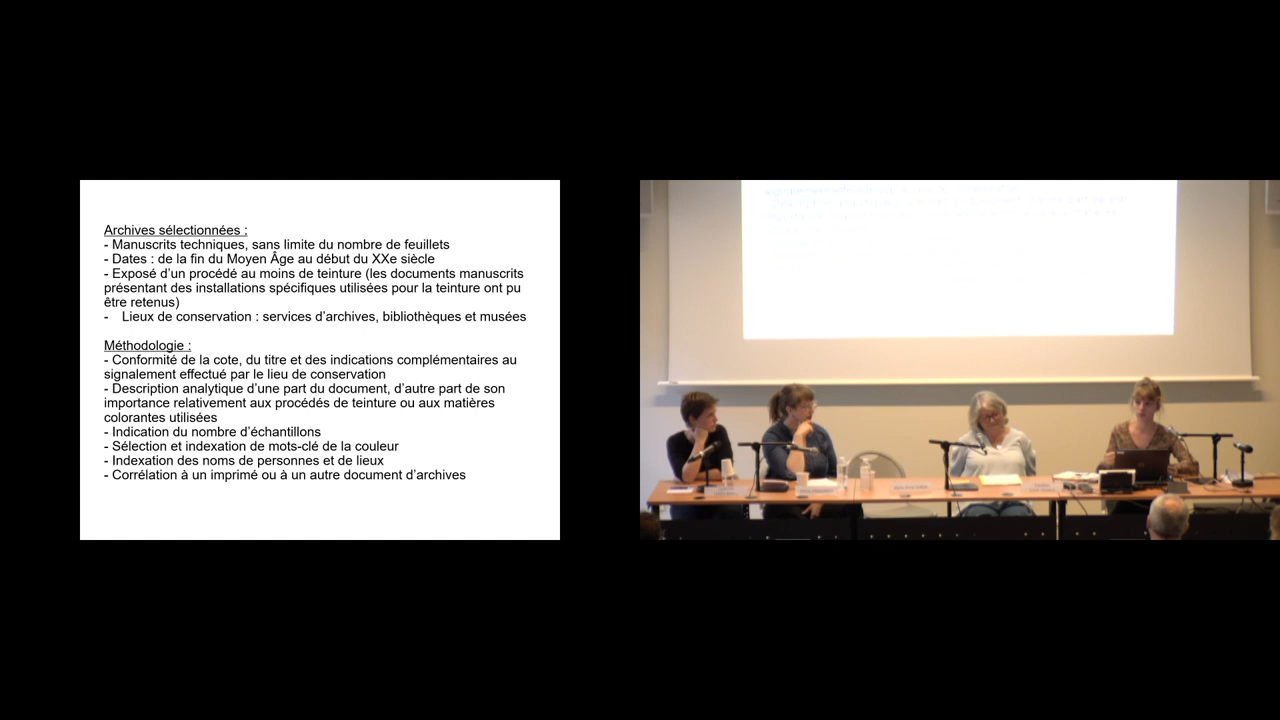 Archives sélectionnées :
- Manuscrits techniques, sans limite du nombre de feuillets
- Dates : de la fin du Moyen Âge au début du XXe siècle
- Exposé d’un procédé au moins de teinture (les documents manuscrits
présentant des installations spécifiques utilisées pour la teinture ont pu
être retenus)
- Lieux de conservation : services d’archives, bibliothèques et musées
Méthodologie :
- Conformité de la cote, du titre et des indications complémentaires au
signalement effectué par le lieu de conservation
- Description analytique d’une part du document, d’autre part de son
importance relativement aux procédés de teinture ou aux matières
colorantes utilisées
- Indication du nombre d’échantillons
- Sélection et indexation de mots-clé de la couleur
- Indexation des noms de personnes et de lieux
- Corrélation à un imprimé ou à un autre document d’archives